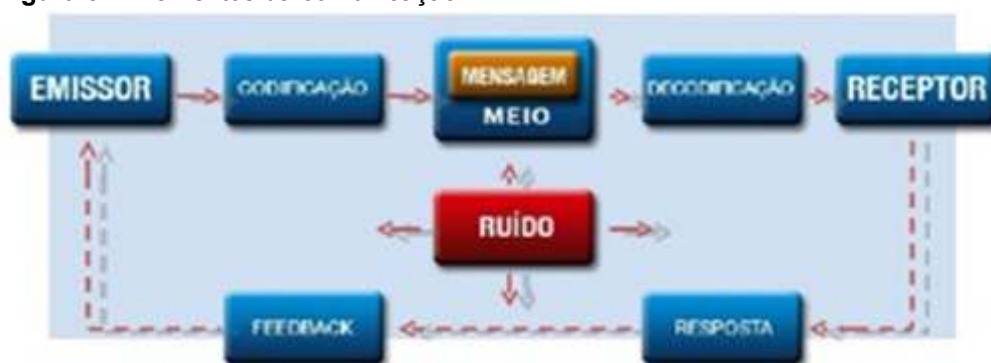 EMISSOR
CODIFICAÇÃO
MENSAGEM
MEIO
DECODIFICAÇÃO
RECEPTOR
RUÍDO
FEEDBACK
RESPOSTA